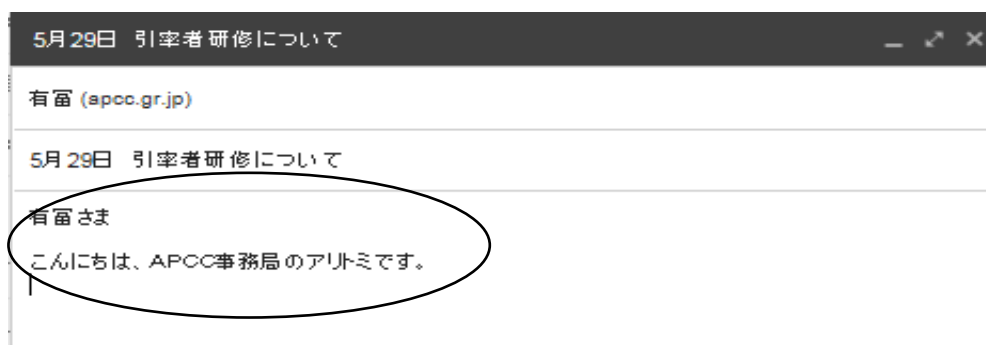 5月29日 引率者研修について
有冨 (apcc.gr.jp)
5月29日 引率者研修について
有冨さま
こんにちは、APCC事務局のアリトミです。